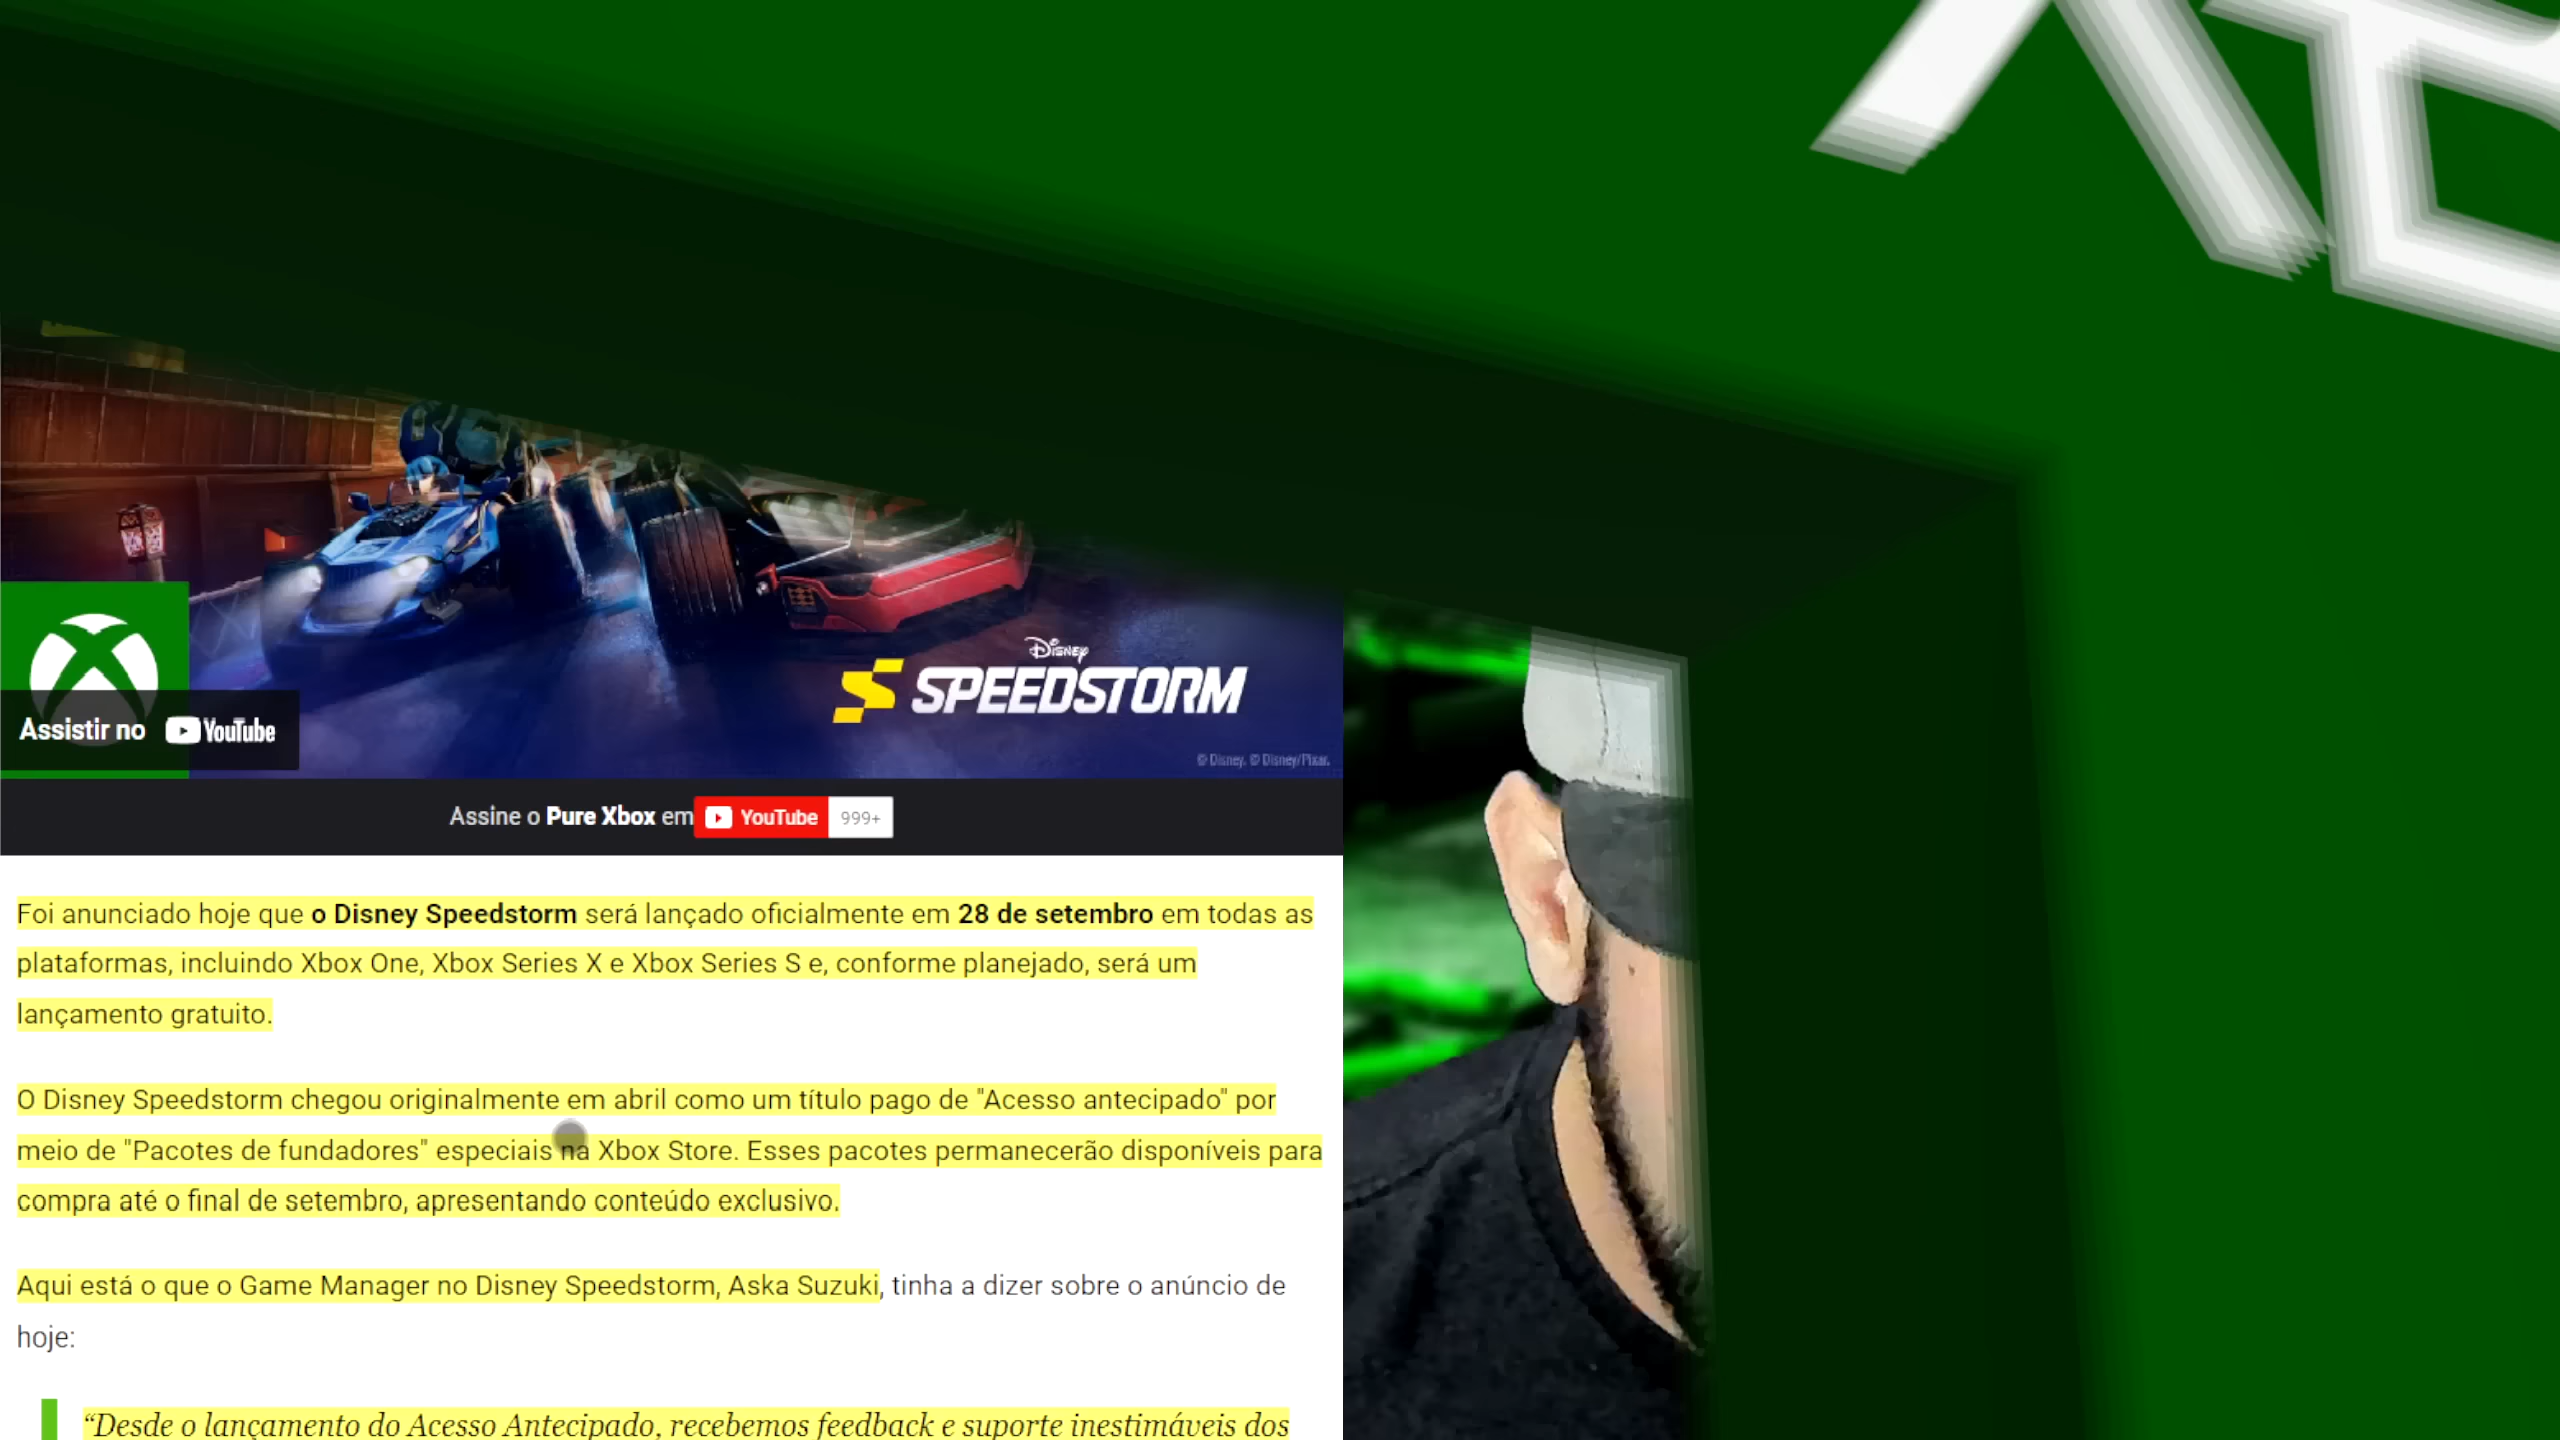 Disney
SPEEDSTORM
Assistir no YouTube
© Disney. © Disney/Pixar.
Assine o Pure Xbox em YouTube 999+
Foi anunciado hoje que o Disney Speedstorm será lançado oficialmente em 28 de setembro em todas as
plataformas, incluindo Xbox One, Xbox Series X e Xbox Series S e, conforme planejado, será um
lançamento gratuito.
O Disney Speedstorm chegou originalmente em abril como um título pago de "Acesso antecipado" por
meio de "Pacotes de fundadores" especiais na Xbox Store. Esses pacotes permanecerão disponíveis para
compra até o final de setembro, apresentando conteúdo exclusivo.
Aqui está o que o Game Manager no Disney Speedstorm, Aska Suzuki, tinha a dizer sobre o anúncio de
hoje:
“Desde o lançamento do Acesso Antecipado, recebemos feedback e suporte inestimáveis dos